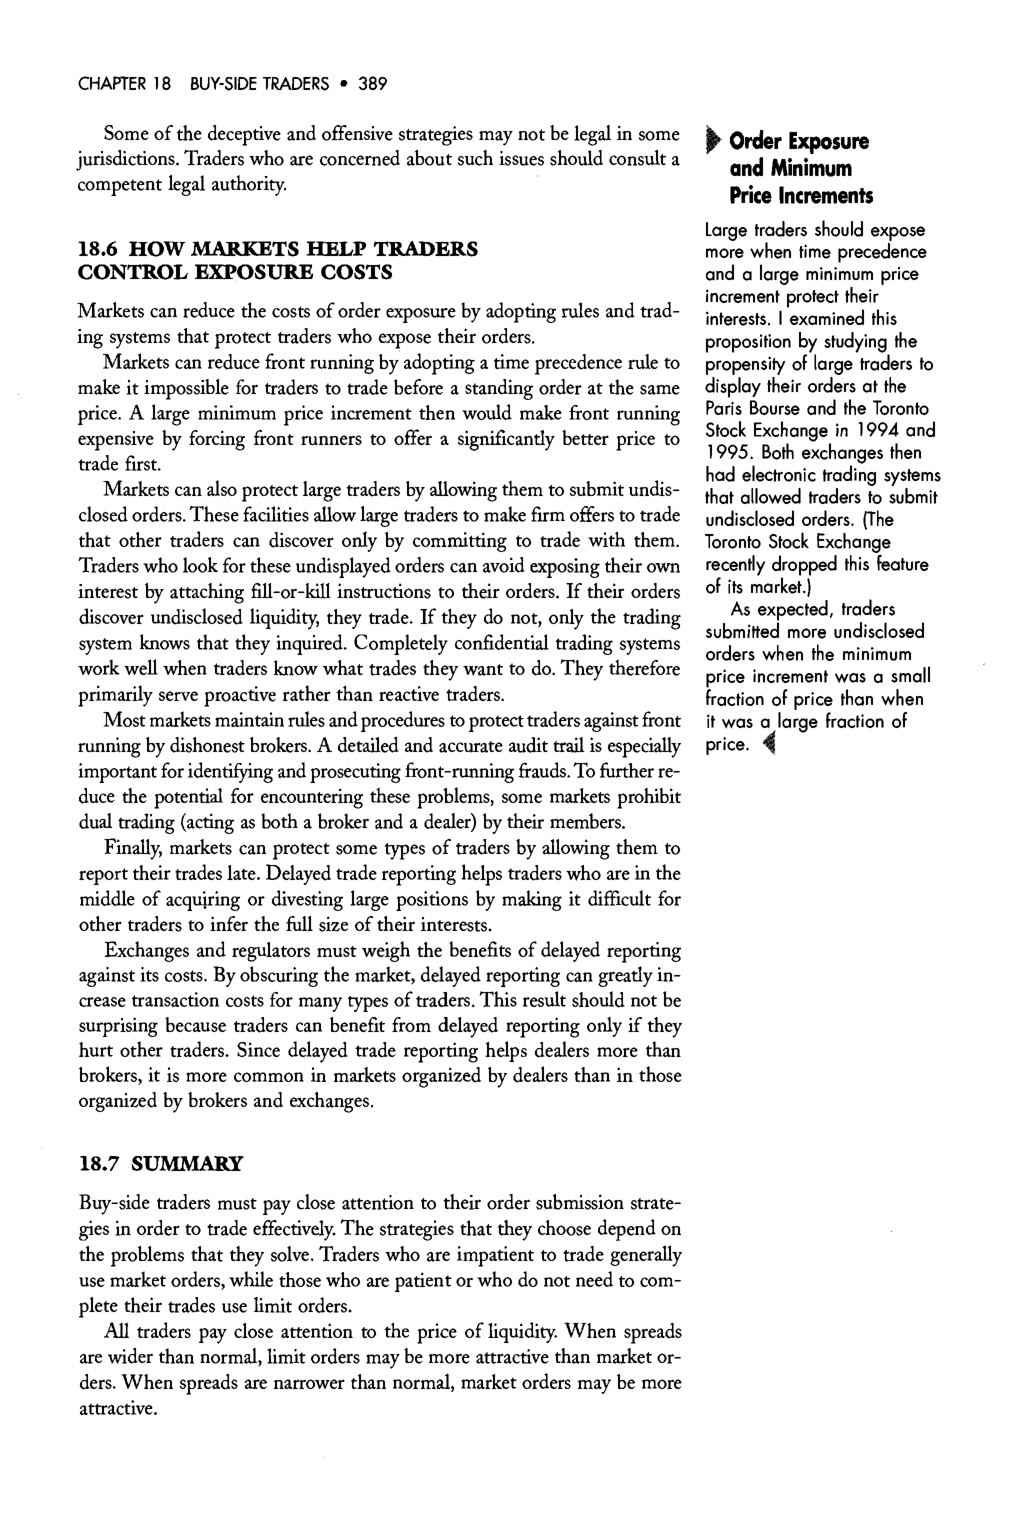 CHAPTER 18 BUY-SIDE TRADERS • 389
Some of the deceptive and offensive strategies may not be legal in some
jurisdictions. Traders who are concerned about such issues should consult a
competent legal authority.
18.6 HOW MARKETS HELP TRADERS
CONTROL EXPOSURE COSTS
Markets can reduce the costs of order exposure by adopting rules and trad-
ing systems that protect traders who expose their orders.
Markets can reduce front running by adopting a time precedence rule to
make it impossible for traders to trade before a standing order at the same
price. A large minimum price increment then would make front running
expensive by forcing front runners to offer a significantly better price to
trade first.
Markets can also protect large traders by allowing them to submit undis-
closed orders. These facilities allow large traders to make firm offers to trade
that other traders can discover only by committing to trade with them.
Traders who look for these undisplayed orders can avoid exposing their own
interest by attaching fill-or-kill instructions to their orders. If their orders
discover undisclosed liquidity, they trade. If they do not, only the trading
system knows that they inquired. Completely confidential trading systems
work well when traders know what trades they want to do. They therefore
primarily serve proactive rather than reactive traders.
Most markets maintain rules and procedures to protect traders against front
running by dishonest brokers. A detailed and accurate audit trail is especially
important for identifying and prosecuting front-running frauds. To further re-
duce the potential for encountering these problems, some markets prohibit
dual trading (acting as both a broker and a dealer) by their members.
Finally, markets can protect some types of traders by allowing them to
report their trades late. Delayed trade reporting helps traders who are in the
middle of acquiring or divesting large positions by making it difficult for
other traders to infer the full size of their interests.
Exchanges and regulators must weigh the benefits of delayed reporting
against its costs. By obscuring the market, delayed reporting can greatly in-
crease transaction costs for many types of traders. This result should not be
surprising because traders can benefit from delayed reporting only if they
hurt other traders. Since delayed trade reporting helps dealers more than
brokers, it is more common in markets organized by dealers than in those
organized by brokers and exchanges.
18.7 SUMMARY
Buy-side traders must pay close attention to their order submission strate-
gies in order to trade effectively. The strategies that they choose depend on
the problems that they solve. Traders who are impatient to trade generally
use market orders, while those who are patient or who do not need to com-
plete their trades use limit orders.
All traders pay close attention to the price of liquidity. When spreads
are wider than normal, limit orders may be more attractive than market or-
ders. When spreads are narrower than normal, market orders may be more
attractive.
Order Exposure
and Minimum
Price Increments
Large traders should expose
more when time precedence
and a large minimum price
increment protect their
interests. I examined this
proposition by studying the
propensity of large traders to
display their orders at the
Paris Bourse and the Toronto
Stock Exchange in 1994 and
1995. Both exchanges then
had electronic trading systems
that allowed traders to submit
undisclosed orders. (The
Toronto Stock Exchange
recently dropped this feature
of its market.)
As expected, traders
submitted more undisclosed
orders when the minimum
price increment was a small
fraction of price than when
it was a large fraction of
price.